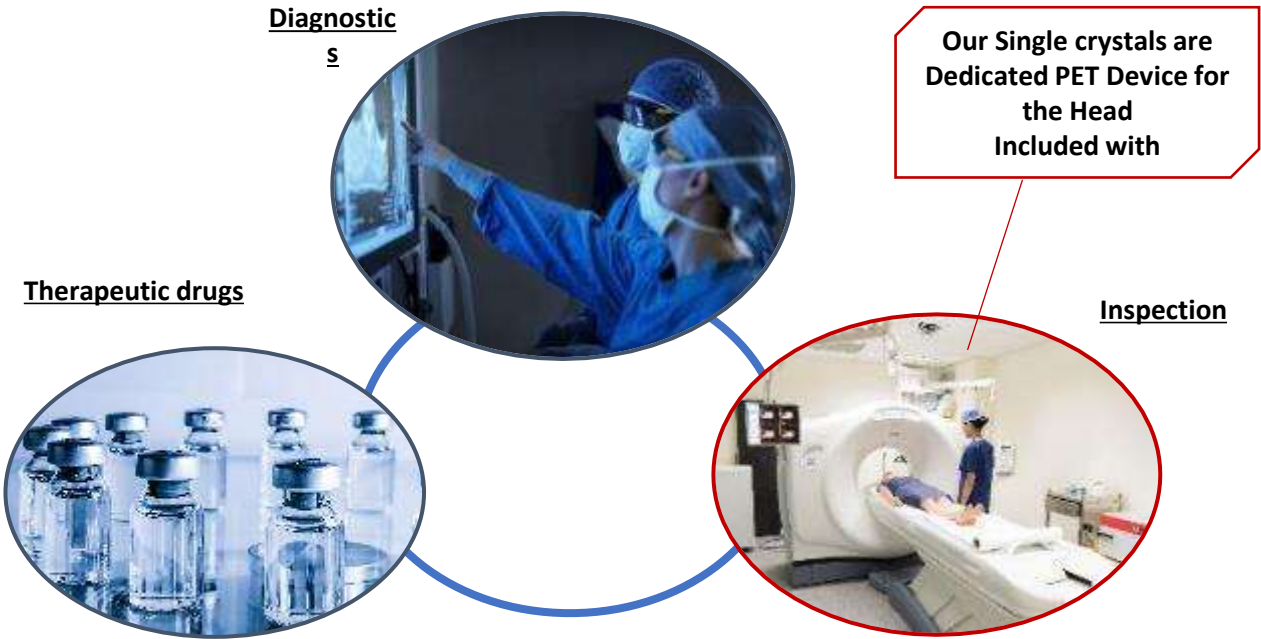 Diagnostic
s
Our Single crystals are
Dedicated PET Device for
the Head
Included with
Therapeutic drugs
Inspection